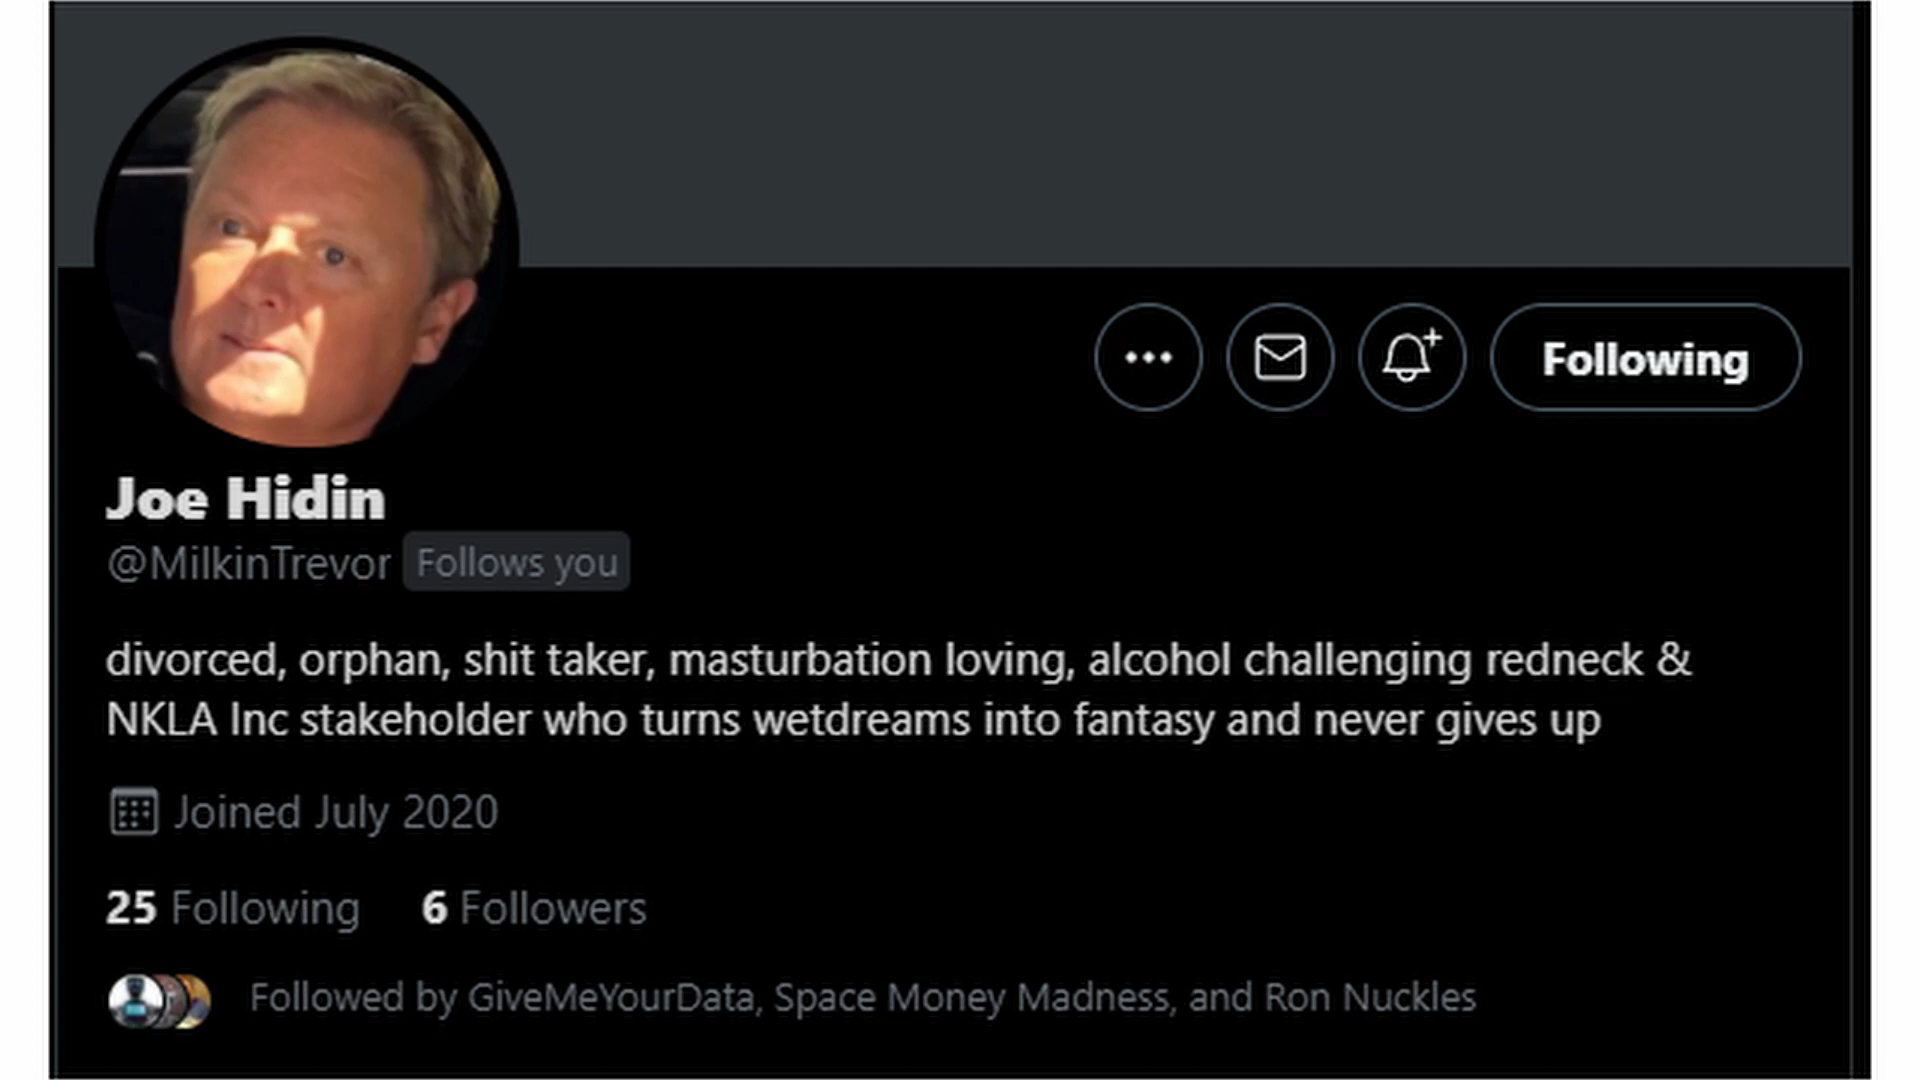 Following
Joe Hidin
@MilkinTrevor Follows you
divorced, orphan, shit taker, masturbation loving, alcohol challenging redneck &
NKLA Inc stakeholder who turns wetdreams into fantasy and never gives up
Joined July 2020
25 Following 6 Followers
Followed by GiveMeYourData, Space Money Madness, and Ron Nuckles